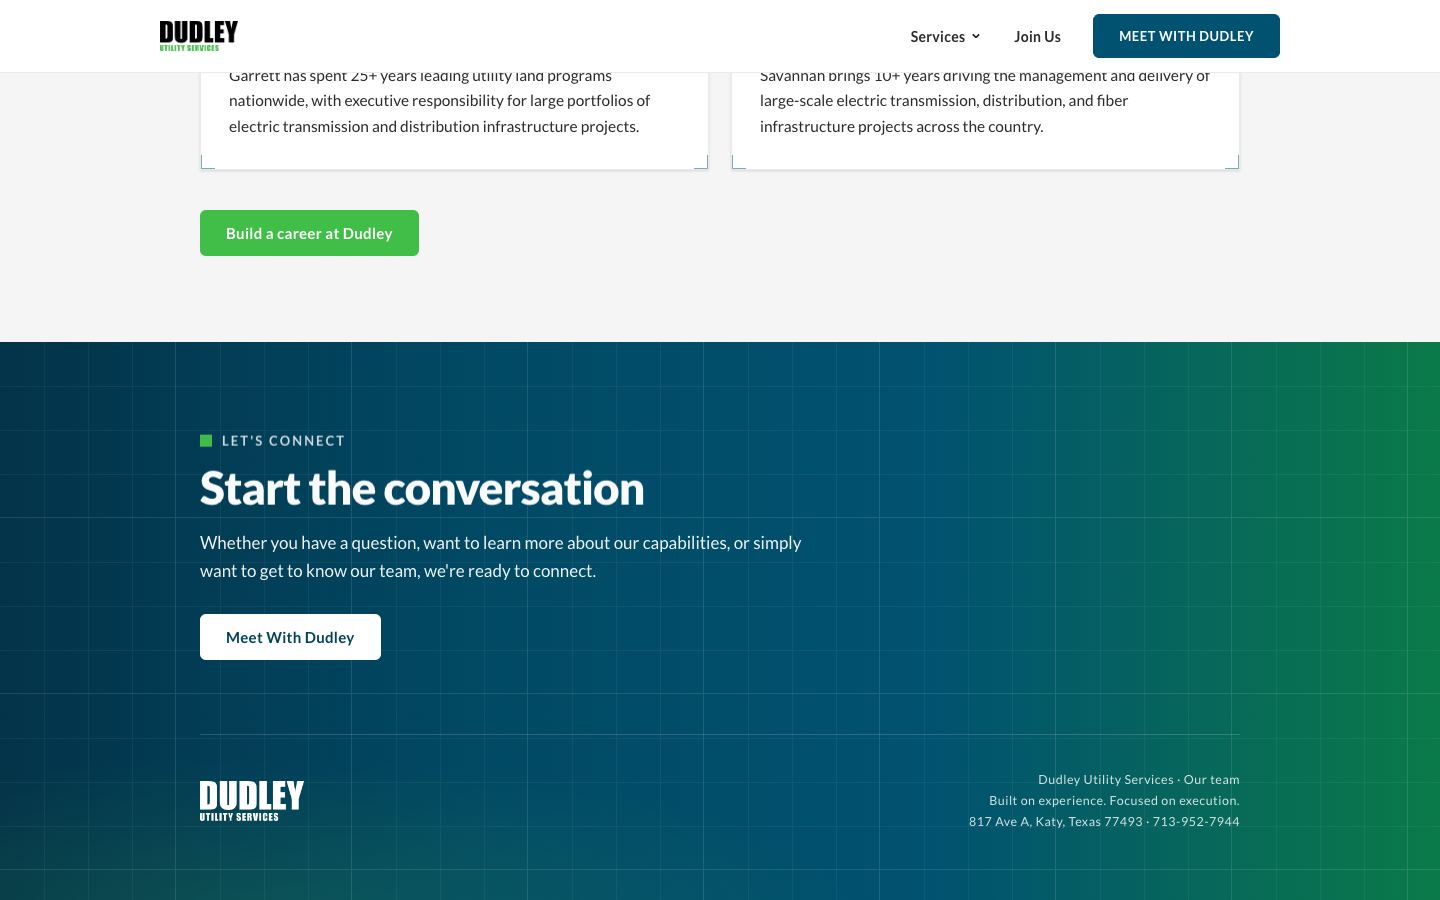 DUDLEY
UTILITY SERVICES
Services
Join Us
MEET WITH DUDLEY
Garrett has spent 25+ years leading utility land programs
nationwide, with executive responsibility for large portfolios of
electric transmission and distribution infrastructure projects.
Savannah brings 10+ years driving the management and delivery of
large-scale electric transmission, distribution, and fiber
infrastructure projects across the country.
Build a career at Dudley
LET'S CONNECT
Start the conversation
Whether you have a question, want to learn more about our capabilities, or simply
want to get to know our team, we're ready to connect.
Meet With Dudley
DUDLEY
UTILITY SERVICES
Dudley Utility Services · Our team
Built on experience. Focused on execution.
817 Ave A, Katy, Texas 77493 · 713-952-7944